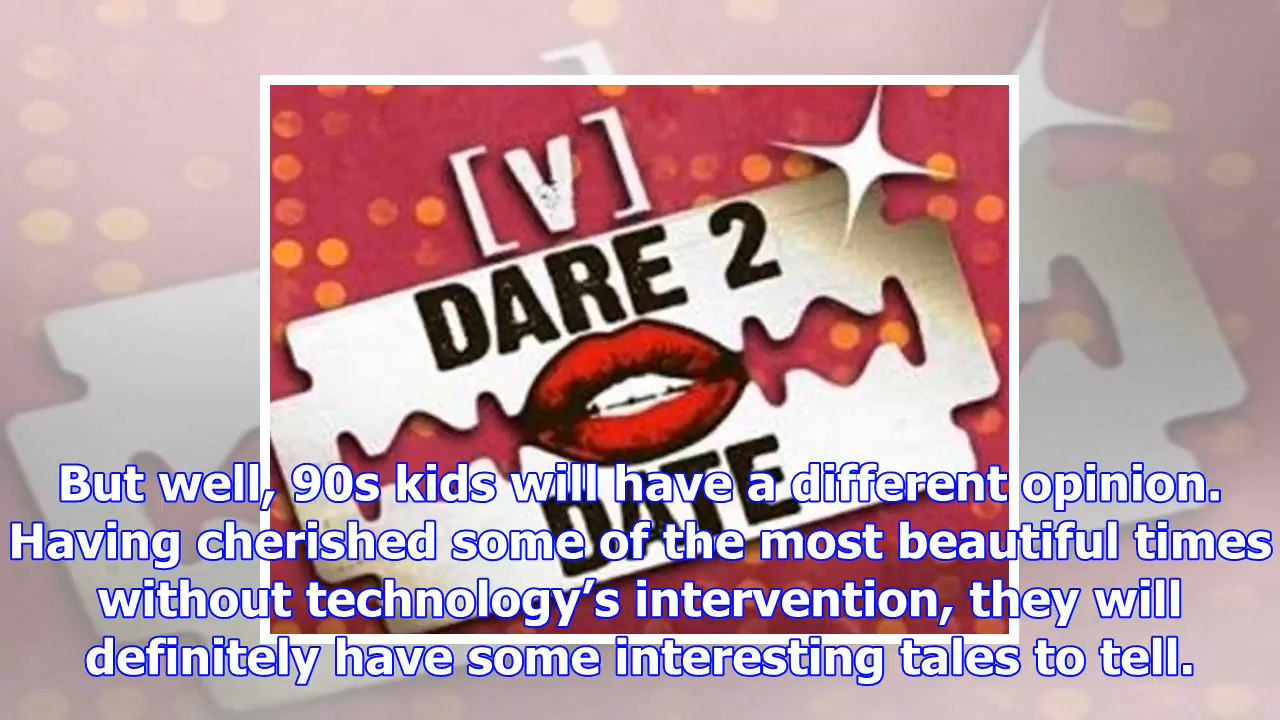 [V]
DARE 2
DATE
But well, 90s kids will have a different opinion.
Having cherished some of the most beautiful times
without technology’s intervention, they will
definitely have some interesting tales to tell.